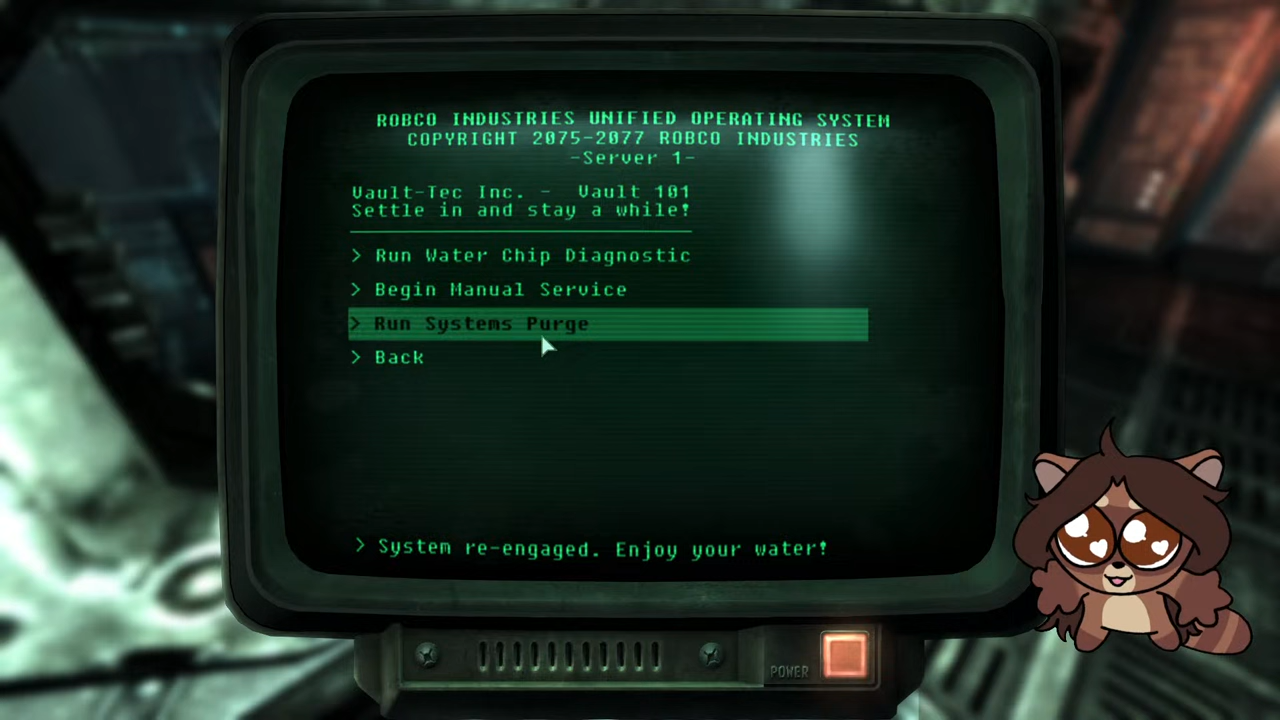 ROBCO INDUSTRIES UNIFIED OPERATING SYSTEM
COPYRIGHT 2075-2077 ROBCO INDUSTRIES
-Server 1-
Vault-Tec Inc. - Vault 101
Settle in and stay a while!
> Run Water Chip Diagnostic
> Begin Manual Service
> Run Systems Purge
> Back
> System re-engaged. Enjoy your water!
POWER